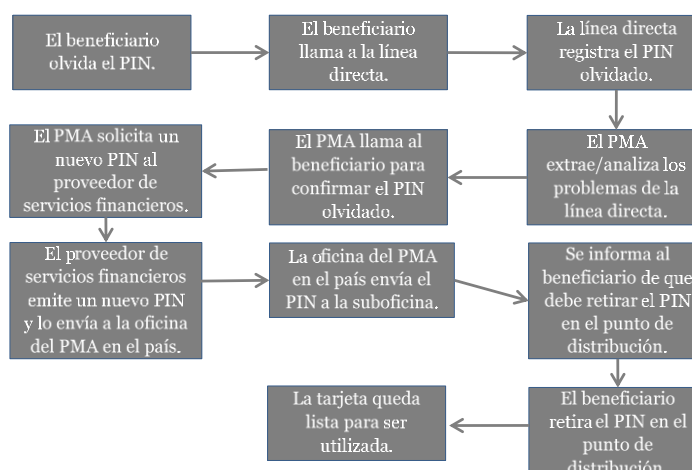 El beneficiario
olvida el PIN.
El beneficiario
llama a la línea
directa.
La línea directa
registra el PIN
olvidado.
El PMA
extrae/analiza los
problemas de la
línea directa.
El PMA llama al
beneficiario para
confirmar el PIN
olvidado.
El PMA solicita un
nuevo PIN al
proveedor de
servicios financieros.
El proveedor de
servicios financieros
emite un nuevo PIN
y lo envía a la oficina
del PMA en el país.
La oficina del PMA
en el país envía el
PIN a la suboficina.
Se informa al
beneficiario de que
debe retirar el PIN
en el punto de
distribución.
El beneficiario
retira el PIN en el
punto de
distribución.
La tarjeta queda
lista para ser
utilizada.